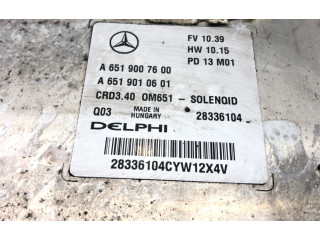 FV 10.39
HW 10.15
PD 13 M01
A 651 900 76 00
A 651 901 06 01
CRD3.40 OM651 - SOLENOID
Q03 MADE IN HUNGARY 28336104
DELPHI
28336104CYW12X4V